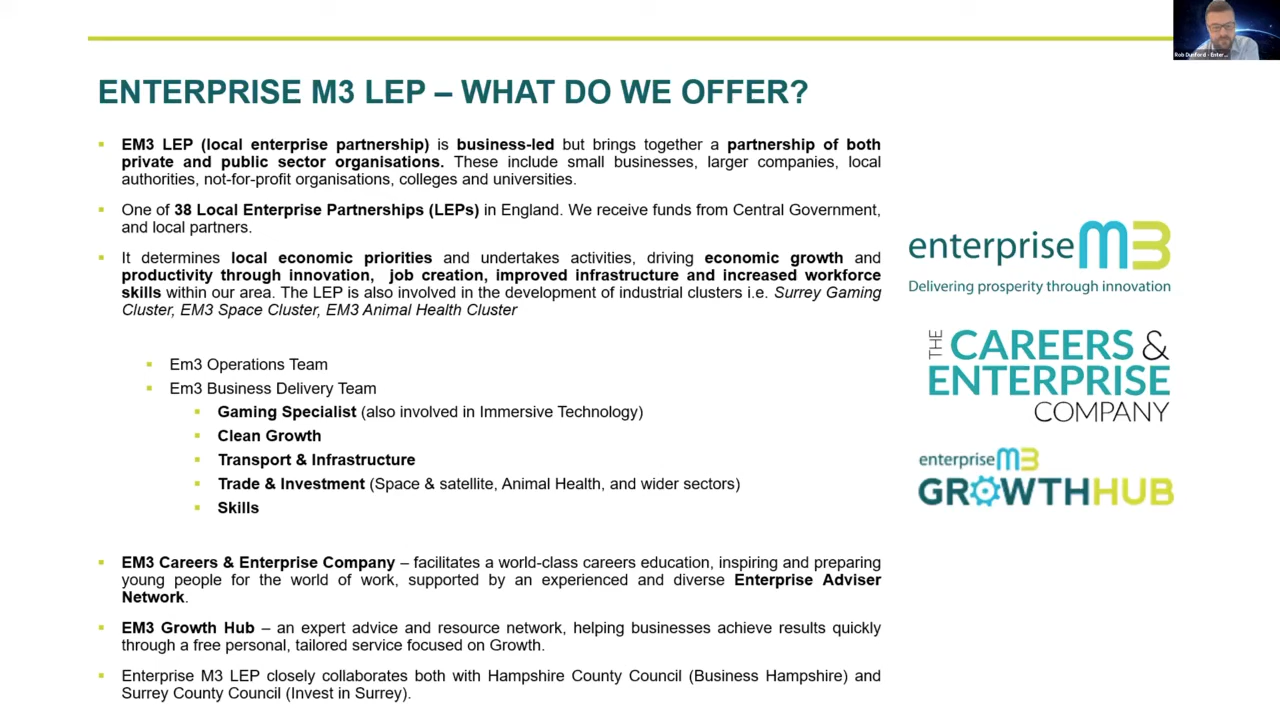 Rob Dunford - Enter...
ENTERPRISE M3 LEP – WHAT DO WE OFFER?
EM3 LEP (local enterprise partnership) is business-led but brings together a partnership of both
private and public sector organisations. These include small businesses, larger companies, local
authorities, not-for-profit organisations, colleges and universities.
One of 38 Local Enterprise Partnerships (LEPs) in England. We receive funds from Central Government,
and local partners.
It determines local economic priorities and undertakes activities, driving economic growth and
productivity through innovation, job creation, improved infrastructure and increased workforce
skills within our area. The LEP is also involved in the development of industrial clusters i.e. Surrey Gaming
Cluster, EM3 Space Cluster, EM3 Animal Health Cluster
Em3 Operations Team
Em3 Business Delivery Team
Gaming Specialist (also involved in Immersive Technology)
Clean Growth
Transport & Infrastructure
Trade & Investment (Space & satellite, Animal Health, and wider sectors)
Skills
EM3 Careers & Enterprise Company – facilitates a world-class careers education, inspiring and preparing
young people for the world of work, supported by an experienced and diverse Enterprise Adviser
Network.
EM3 Growth Hub – an expert advice and resource network, helping businesses achieve results quickly
through a free personal, tailored service focused on Growth.
Enterprise M3 LEP closely collaborates both with Hampshire County Council (Business Hampshire) and
Surrey County Council (Invest in Surrey).
enterprise m3
Delivering prosperity through innovation
THE CAREERS &
ENTERPRISE
COMPANY
enterprise m3
GROWTHHUB